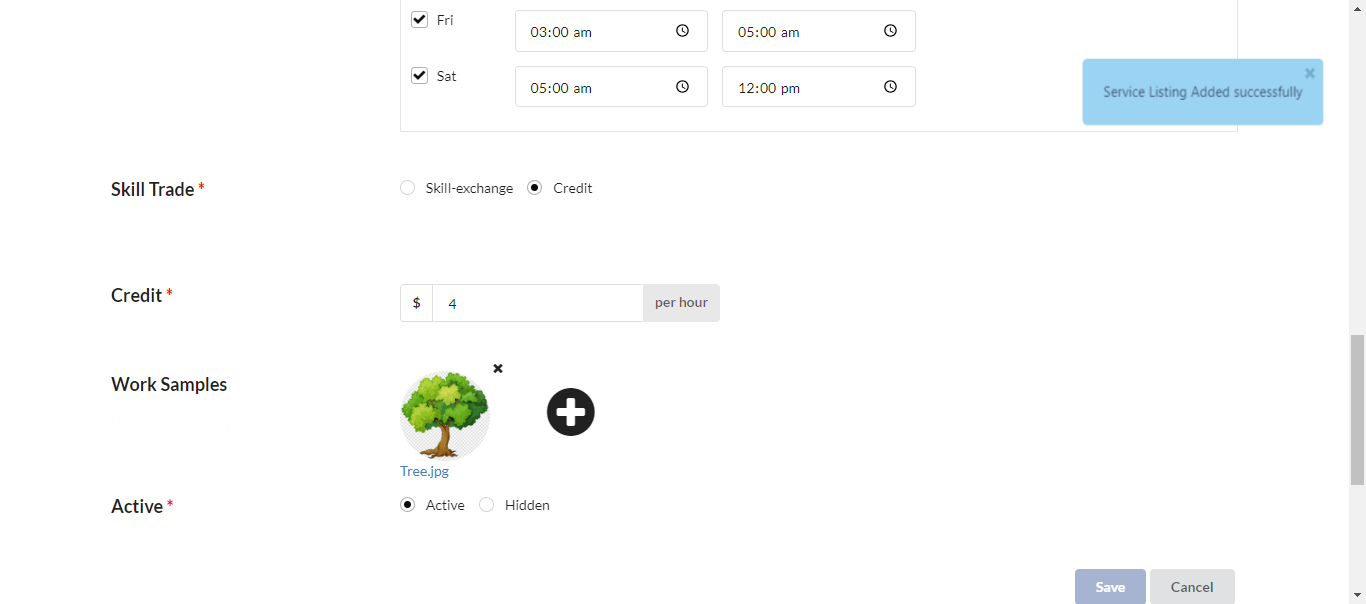 Fri
03:00 am
05:00 am
Sat
05:00 am
12:00 pm
Service Listing Added successfully
Skill Trade *
Skill-exchange
Credit
Credit *
$
4
per hour
Work Samples
Tree.jpg
Active *
Active
Hidden
Save
Cancel